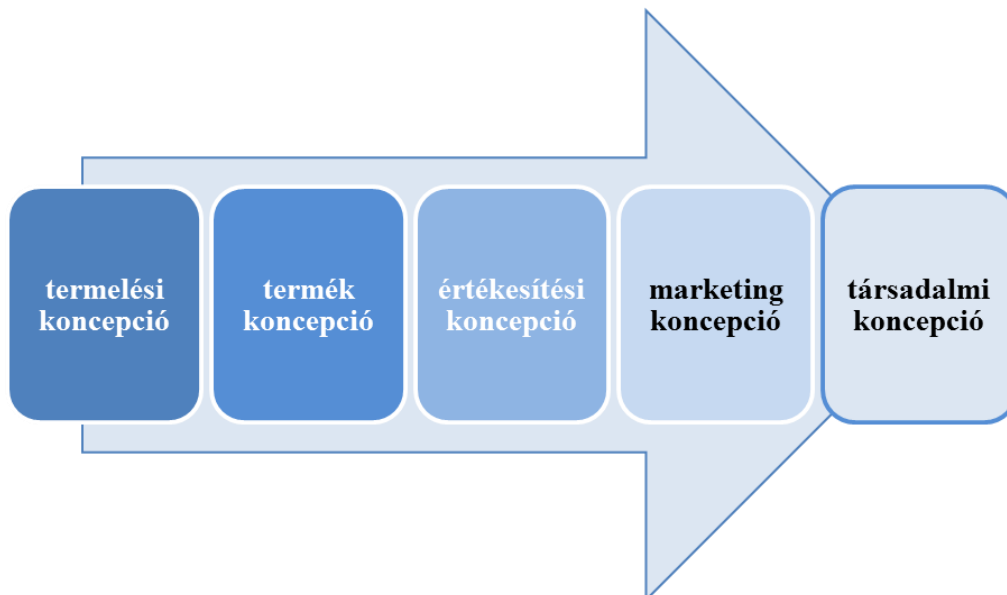 termelési
koncepció
termék
koncepció
értékesítési
koncepció
marketing
koncepció
társadalmi
koncepció